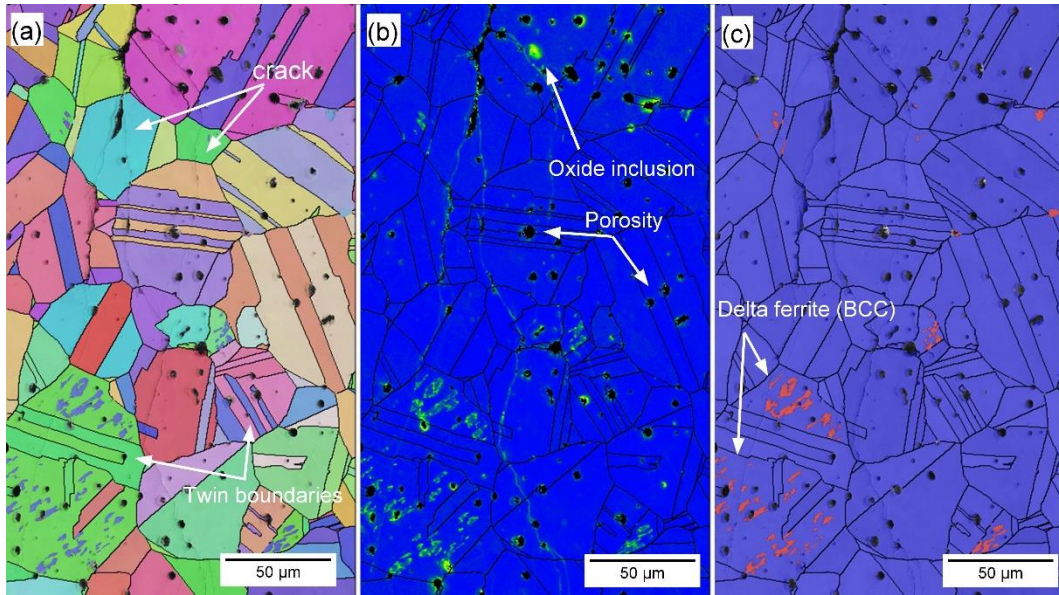 (a)
crack
Twin boundaries
50 µm
(b)
Oxide inclusion
Porosity
50 µm
(c)
Delta ferrite (BCC)
50 µm